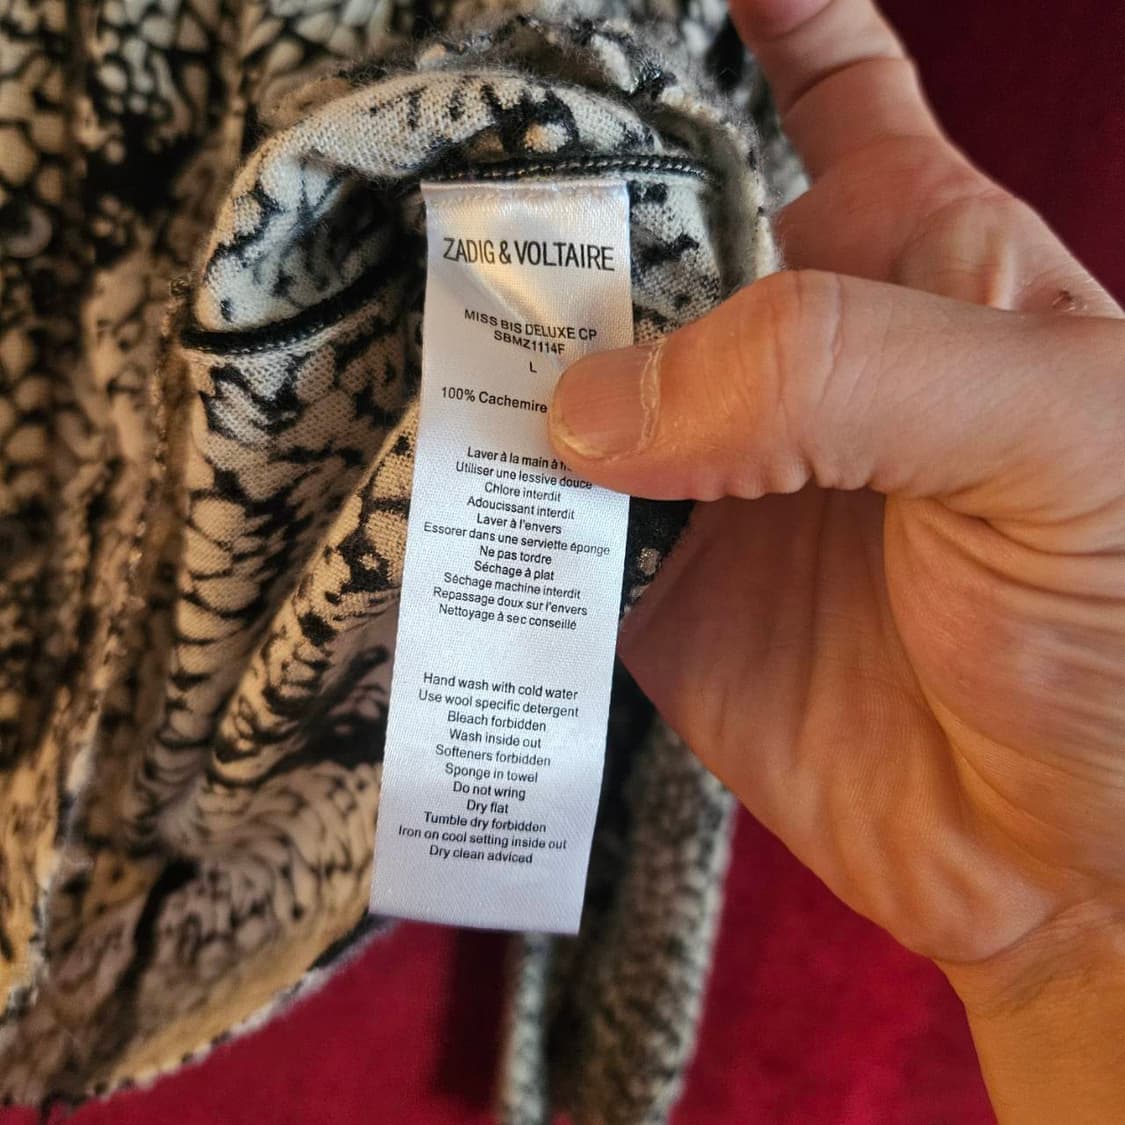 ZADIG & VOLTAIRE
MISS BIS DELUXE CP
SBMZ1114F
L
100% Cachemire
Laver à la main à
Utiliser une lessive douce
Chlore interdit
Adoucissant interdit
Laver à l'envers
Essorer dans une serviette éponge
Ne pas tordre
Séchage à plat
Séchage machine interdit
Repassage doux sur l'envers
Nettoyage à sec conseillé
Hand wash with cold water
Use wool specific detergent
Bleach forbidden
Wash inside out
Softeners forbidden
Sponge in towel
Do not wring
Dry flat
Tumble dry forbidden
Iron on cool setting inside out
Dry clean adviced